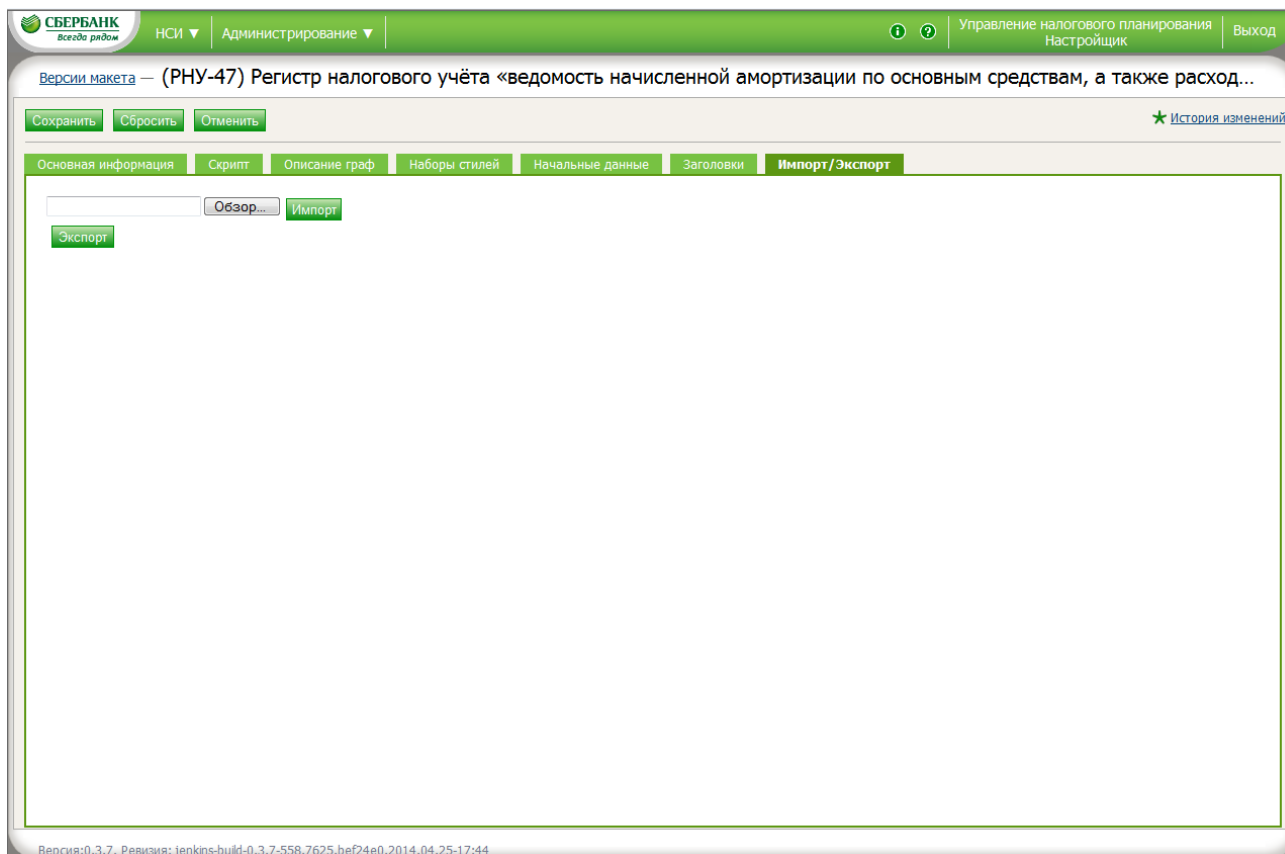 СБЕРБАНК
Всегда рядом
НСИ ▼
Администрирование ▼
Управление налогового планирования
Настройщик
Выход
Версии макета — (РНУ-47) Регистр налогового учёта «ведомость начисленной амортизации по основным средствам, а также расход...
Сохранить Сбросить Отменить
История изменений
Основная информация Скрипт Описание граф Наборы стилей Начальные данные Заголовки Импорт/Экспорт
Обзор... Импорт
Экспорт
Версия:0.3.7, Ревизия: jenkins-build-0.3.7-558.7625.bef24e0.2014.04.25-17:44